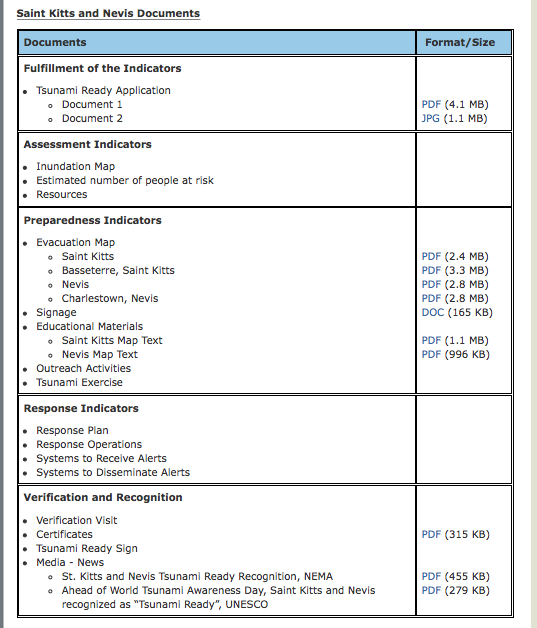 Saint Kitts and Nevis Documents
Documents Format/Size
Fulfillment of the Indicators
• Tsunami Ready Application
◦ Document 1 PDF (4.1 MB)
◦ Document 2 JPG (1.1 MB)
Assessment Indicators
• Inundation Map
• Estimated number of people at risk
• Resources
Preparedness Indicators
• Evacuation Map
◦ Saint Kitts PDF (2.4 MB)
◦ Basseterre, Saint Kitts PDF (3.3 MB)
◦ Nevis PDF (2.8 MB)
◦ Charlestown, Nevis PDF (2.8 MB)
• Signage DOC (165 KB)
• Educational Materials
◦ Saint Kitts Map Text PDF (1.1 MB)
◦ Nevis Map Text PDF (996 KB)
• Outreach Activities
• Tsunami Exercise
Response Indicators
• Response Plan
• Response Operations
• Systems to Receive Alerts
• Systems to Disseminate Alerts
Verification and Recognition
• Verification Visit
• Certificates PDF (315 KB)
• Tsunami Ready Sign
• Media - News
◦ St. Kitts and Nevis Tsunami Ready Recognition, NEMA PDF (455 KB)
◦ Ahead of World Tsunami Awareness Day, Saint Kitts and Nevis PDF (279 KB)
recognized as “Tsunami Ready”, UNESCO